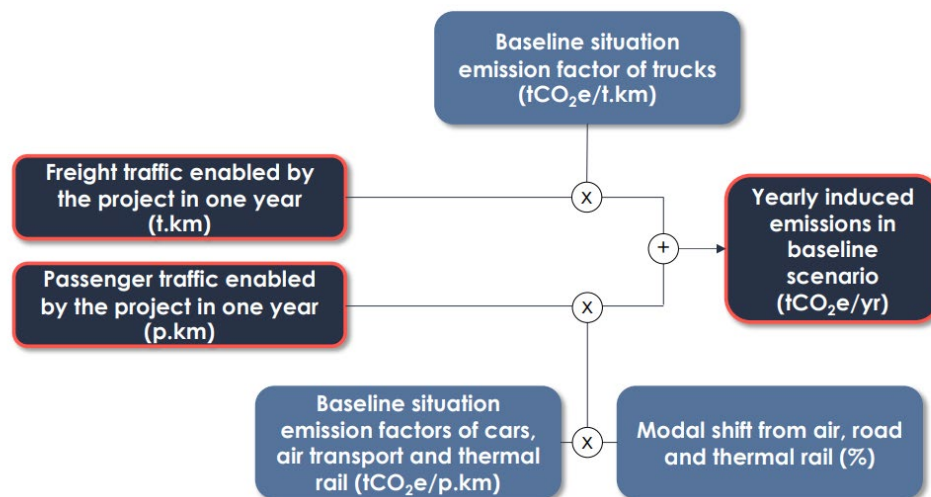 Baseline situation
emission factor of trucks
(tCO₂e/t.km)
Freight traffic enabled by
the project in one year
(t.km)
X
Yearly induced
emissions in
baseline
scenario
(tCO₂e/yr)
+
Passenger traffic enabled
by the project in one year
(p.km)
X
Baseline situation
emission factors of cars,
air transport and thermal
rail (tCO₂e/p.km)
X
Modal shift from air, road
and thermal rail (%)